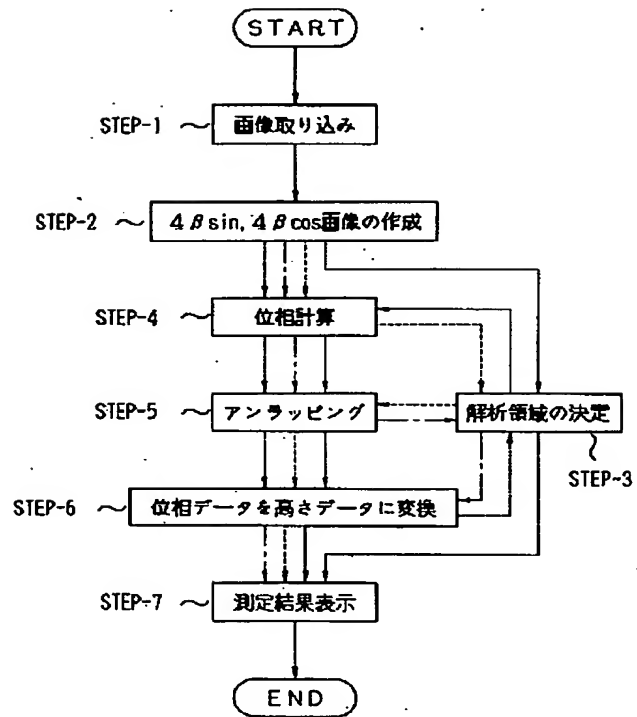 START
STEP-1 画像取り込み
STEP-2 4βsin, 4βcos画像の作成
STEP-4 位相計算
STEP-5 アンラッピング
解析領域の決定
STEP-3
STEP-6 位相データを高さデータに変換
STEP-7 測定結果表示
END